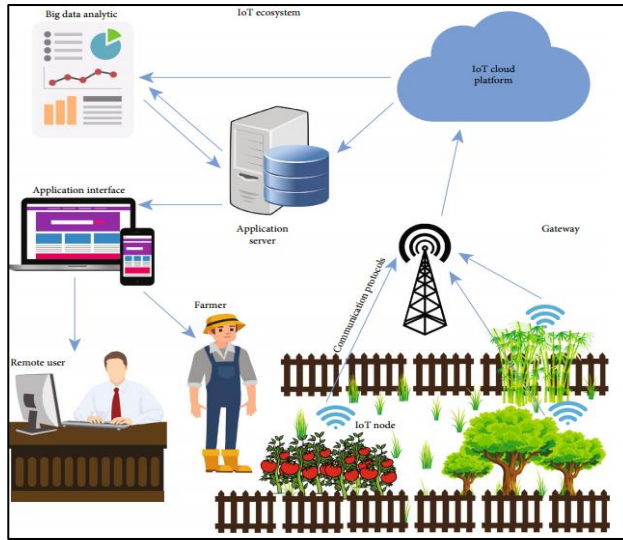 Big data analytic
IoT ecosystem
IoT cloud
platform
Application interface
Application
server
Gateway
Communication protocols
Farmer
Remote user
IoT node